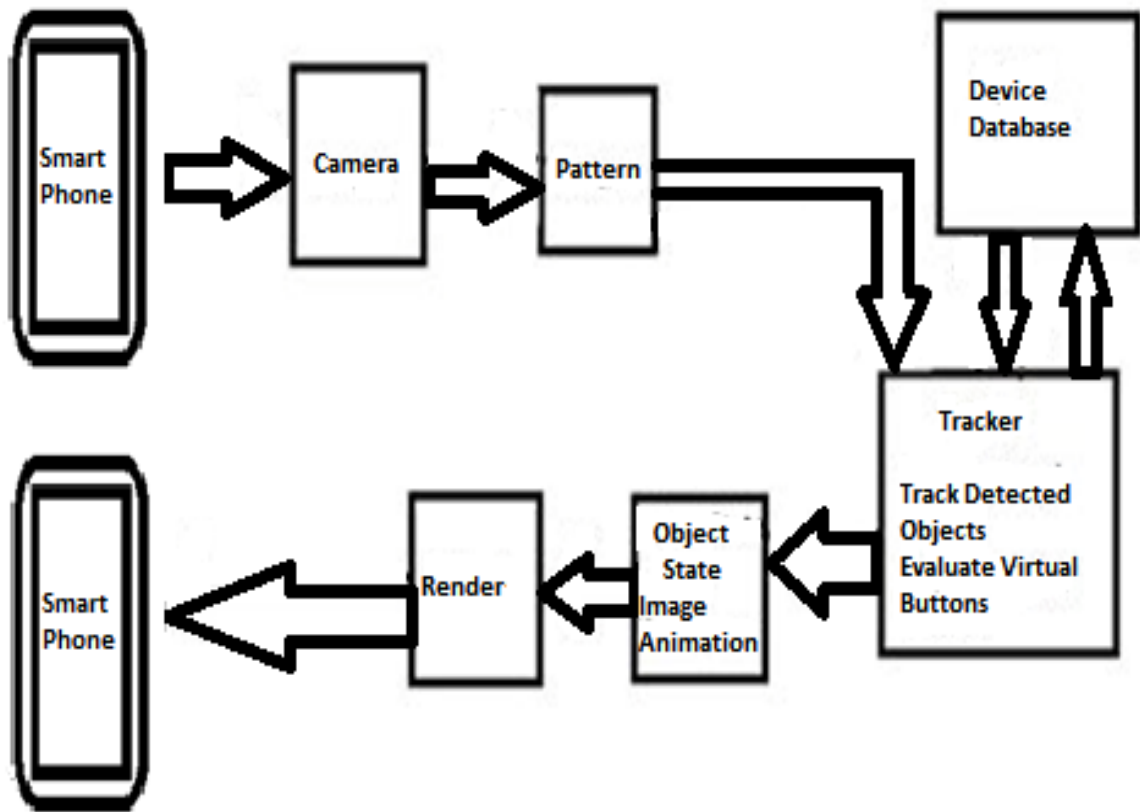 Smart
Phone
Camera
Pattern
Device
Database
Tracker
Track Detected
Objects
Evaluate Virtual
Buttons
Object
State
Image
Animation
Render
Smart
Phone